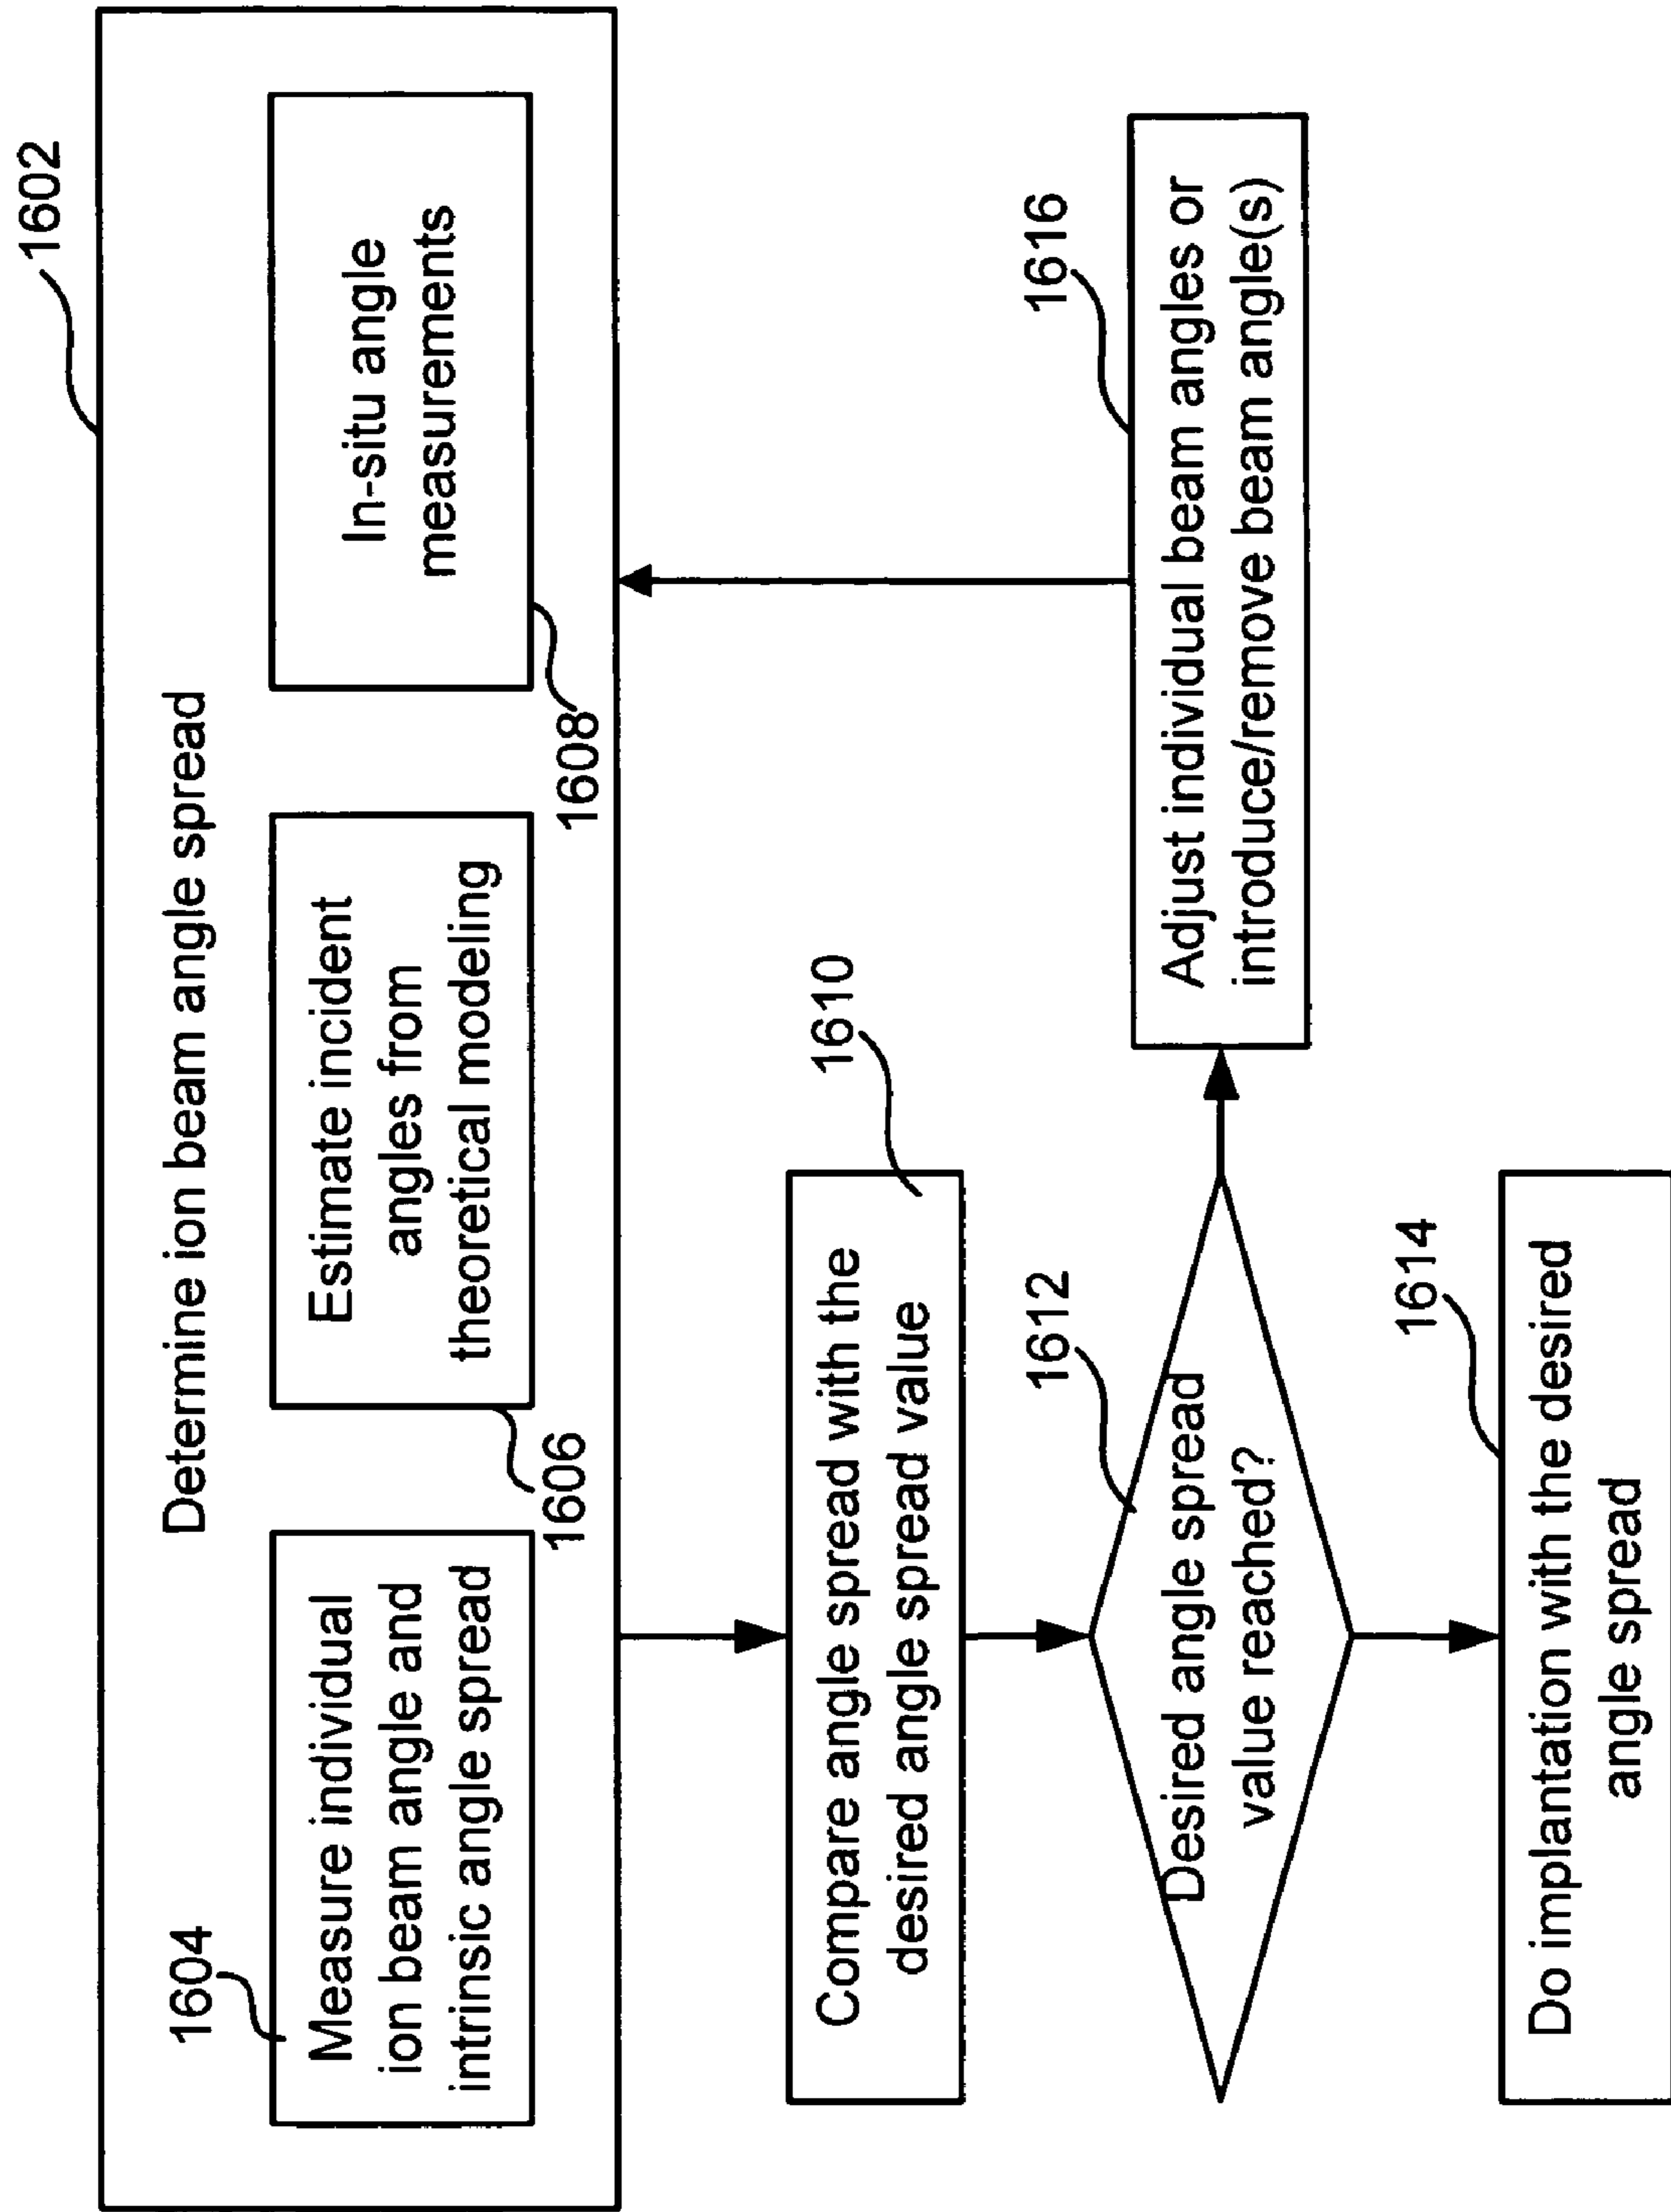 1602
Determine ion beam angle spread
1604
Measure individual
ion beam angle and
intrinsic angle spread
1606
Estimate incident
angles from
theoretical modeling
1608
In-situ angle
measurements
1610
Compare angle spread with the
desired angle spread value
1612
Desired angle spread
value reached?
1616
Adjust individual beam angles or
introduce/remove beam angle(s)
1614
Do implantation with the desired
angle spread